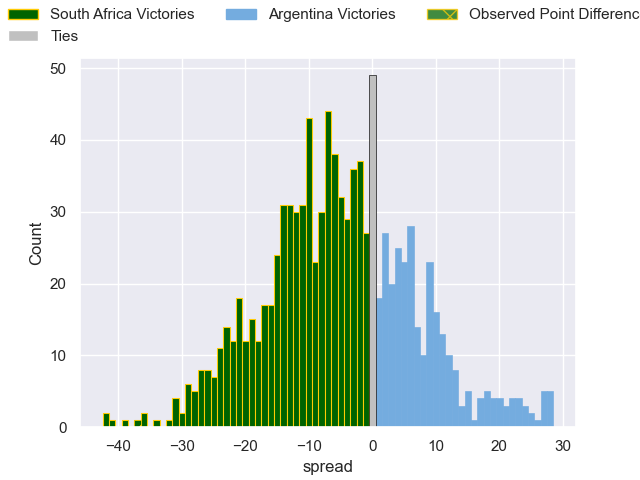 South Africa Victories
Argentina Victories
Observed Point Differenc
Ties
50
40
30
20
10
0
Count
−40 −30 −20 −10 0 10 20 30
spread